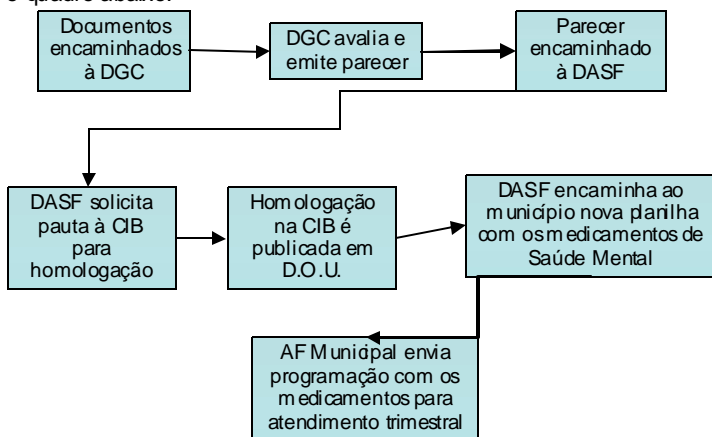 Documentos
encaminhados
à DGC
DGC avalia e
emite parecer
Parecer
encaminhado
à DASF
DASF solicita
pauta à CIB
para
homologação
Homologação
na CIB é
publicada em
D.O.U.
DASF encaminha ao
município nova planilha
com os medicamentos de
Saúde Mental
AF Municipal envia
programação com os
medicamentos para
atendimento trimestral